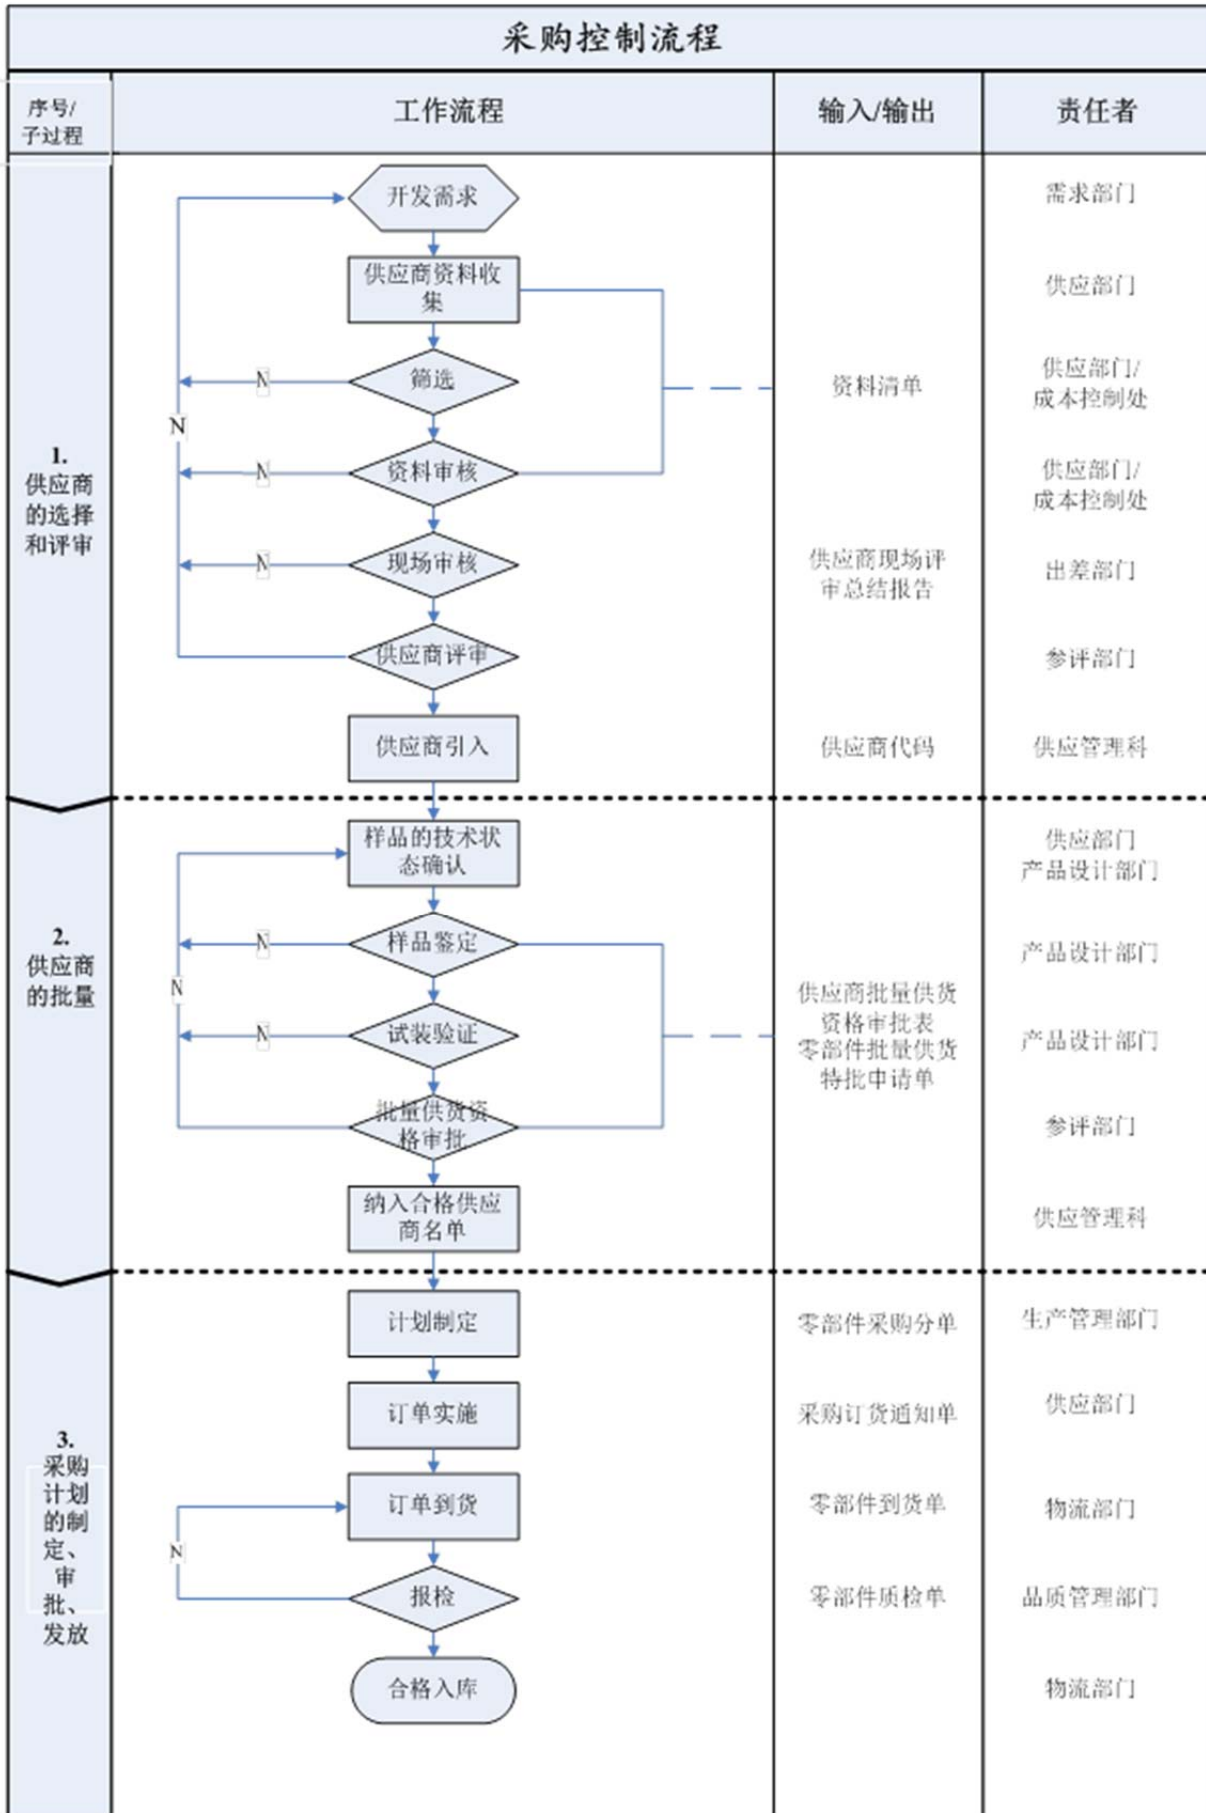 采购控制流程
序号/
子过程
工作流程
输入/输出
责任者
1.
供应商
的选择
和评审
开发需求
需求部门
供应商资料收
集
供应部门
筛选
N
资料清单
供应部门/
成本控制处
N
资料审核
N
供应部门/
成本控制处
现场审核
N
供应商现场评
审总结报告
出差部门
供应商评审
参评部门
供应商引入
供应商代码
供应管理科
2.
供应商
的批量
样品的技术状
态确认
供应部门
产品设计部门
样品鉴定
N
产品设计部门
N
供应商批量供货
资格审批表
零部件批量供货
特批申请单
试装验证
N
产品设计部门
批量供货资
格审批
参评部门
纳入合格供应
商名单
供应管理科
3.
采购
计划
的制
定、
审
批、
发放
计划制定
零部件采购分单
生产管理部门
订单实施
采购订货通知单
供应部门
订单到货
零部件到货单
物流部门
N
报检
零部件质检单
品质管理部门
合格入库
物流部门